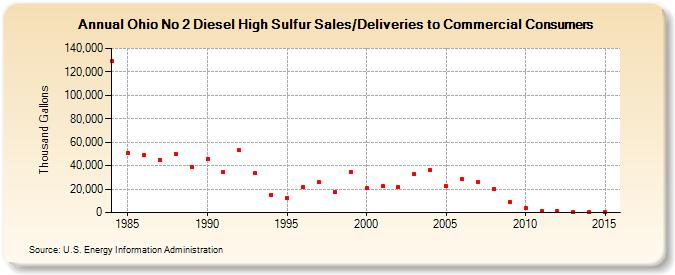 Annual Ohio No 2 Diesel High Sulfur Sales/Deliveries to Commercial Consumers
Thousand Gallons
140,000
120,000
100,000
80,000
60,000
40,000
20,000
0
1985 1990 1995 2000 2005 2010 2015
Source: U.S. Energy Information Administration